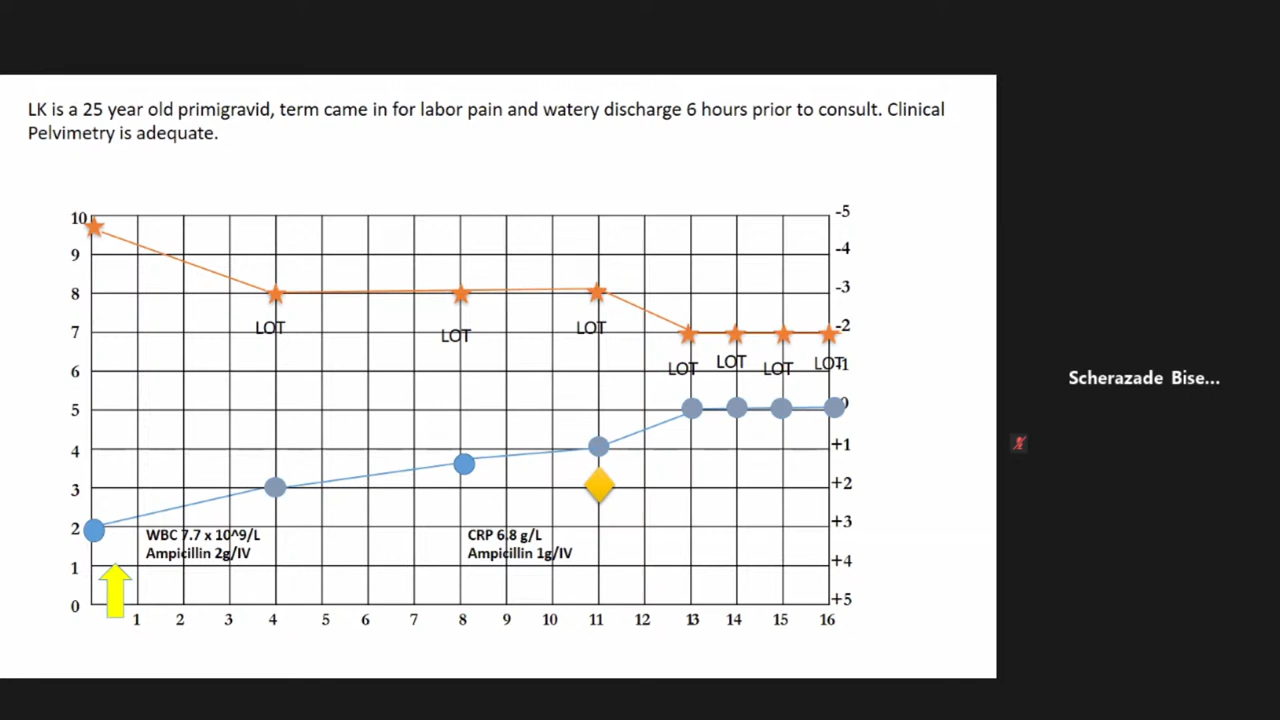 LK is a 25 year old primigravid, term came in for labor pain and watery discharge 6 hours prior to consult. Clinical
Pelvimetry is adequate.
10
9
8
7
6
5
4
3
2
1
0
-5
-4
-3
-2
-1
0
+1
+2
+3
+4
+5
LOT
LOT
LOT
LOT
LOT
LOT
LOT
WBC 7.7 x 10^9/L
Ampicillin 2g/IV
CRP 6.8 g/L
Ampicillin 1g/IV
1 2 3 4 5 6 7 8 9 10 11 12 13 14 15 16
Scherazade Bise...